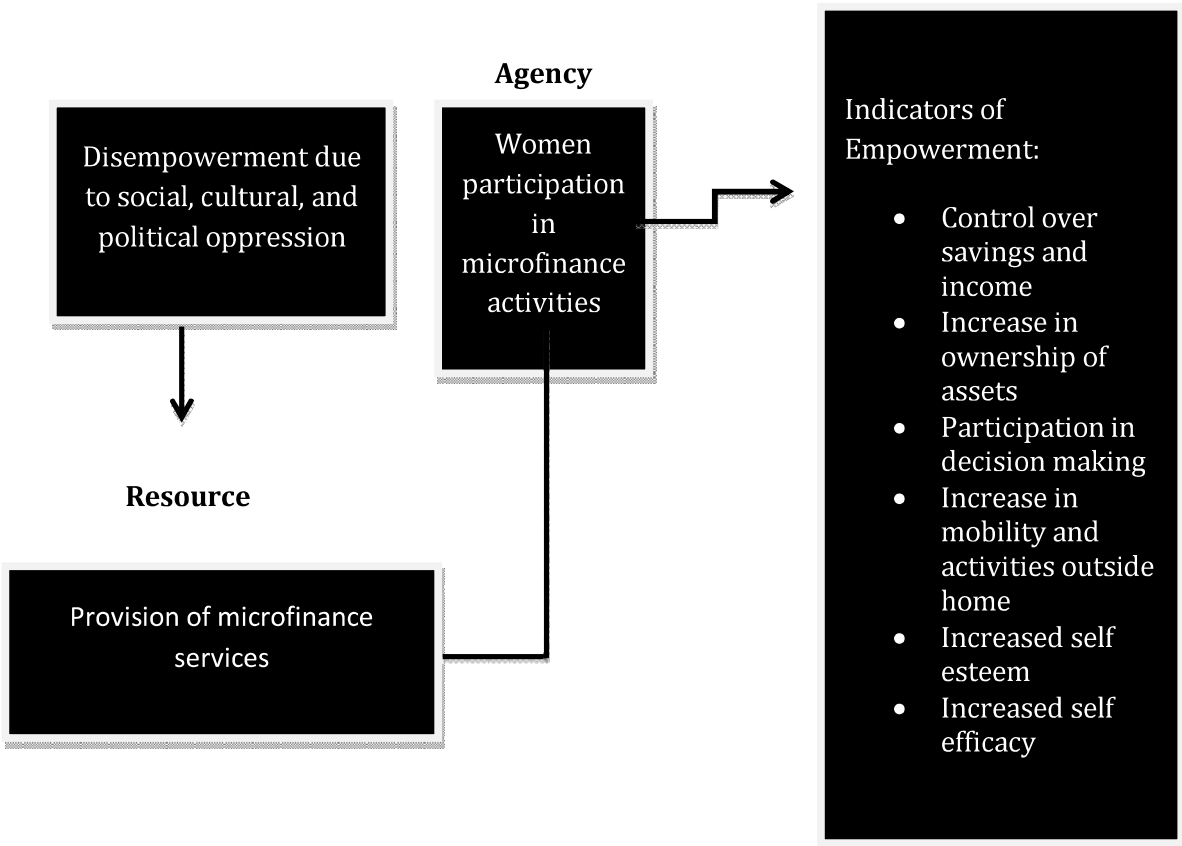 Disempowerment due
to social, cultural, and
political oppression
Resource
Provision of microfinance
services
Agency
Women
participation
in
microfinance
activities
Indicators of
Empowerment:
• Control over
savings and
income
• Increase in
ownership of
assets
• Participation in
decision making
• Increase in
mobility and
activities outside
home
• Increased self
esteem
• Increased self
efficacy